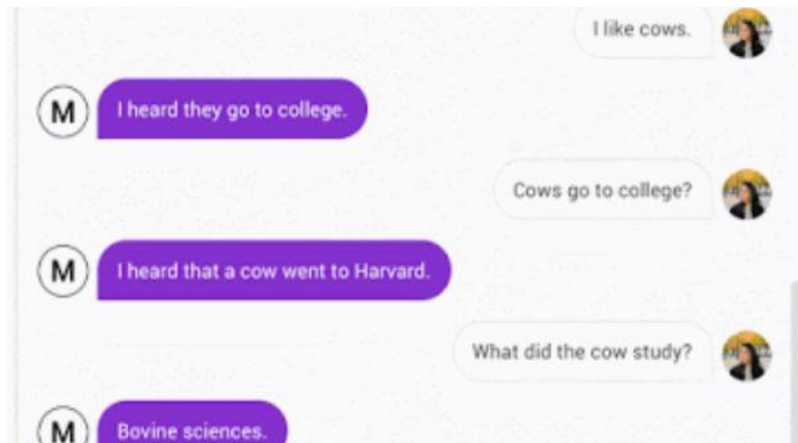 I like cows.
M
I heard they go to college.
Cows go to college?
M
I heard that a cow went to Harvard.
What did the cow study?
M
Bovine sciences.